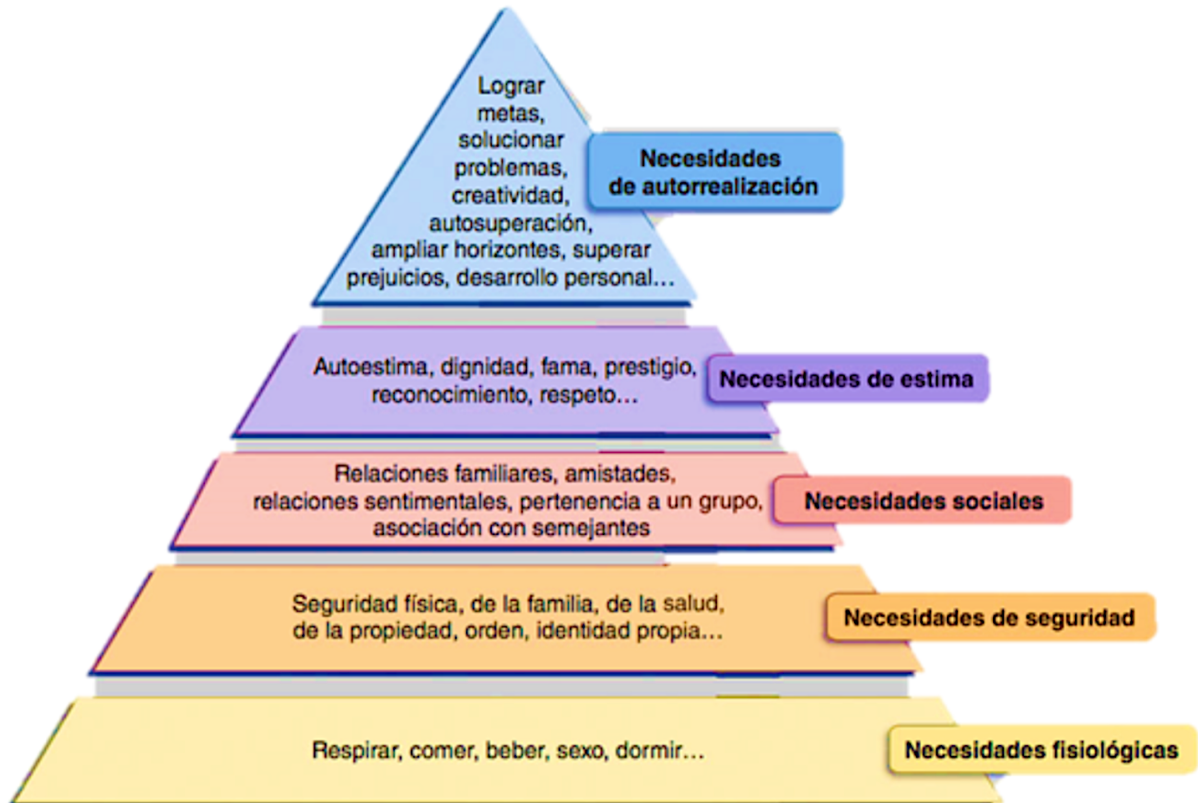 Lograr
metas,
solucionar
problemas,
creatividad,
autosuperación,
ampliar horizontes, superar
prejuicios, desarrollo personal…
Necesidades
de autorrealización
Autoestima, dignidad, fama, prestigio,
reconocimiento, respeto…
Necesidades de estima
Relaciones familiares, amistades,
relaciones sentimentales, pertenencia a un grupo,
asociación con semejantes
Necesidades sociales
Seguridad física, de la familia, de la salud,
de la propiedad, orden, identidad propia…
Necesidades de seguridad
Respirar, comer, beber, sexo, dormir…
Necesidades fisiológicas